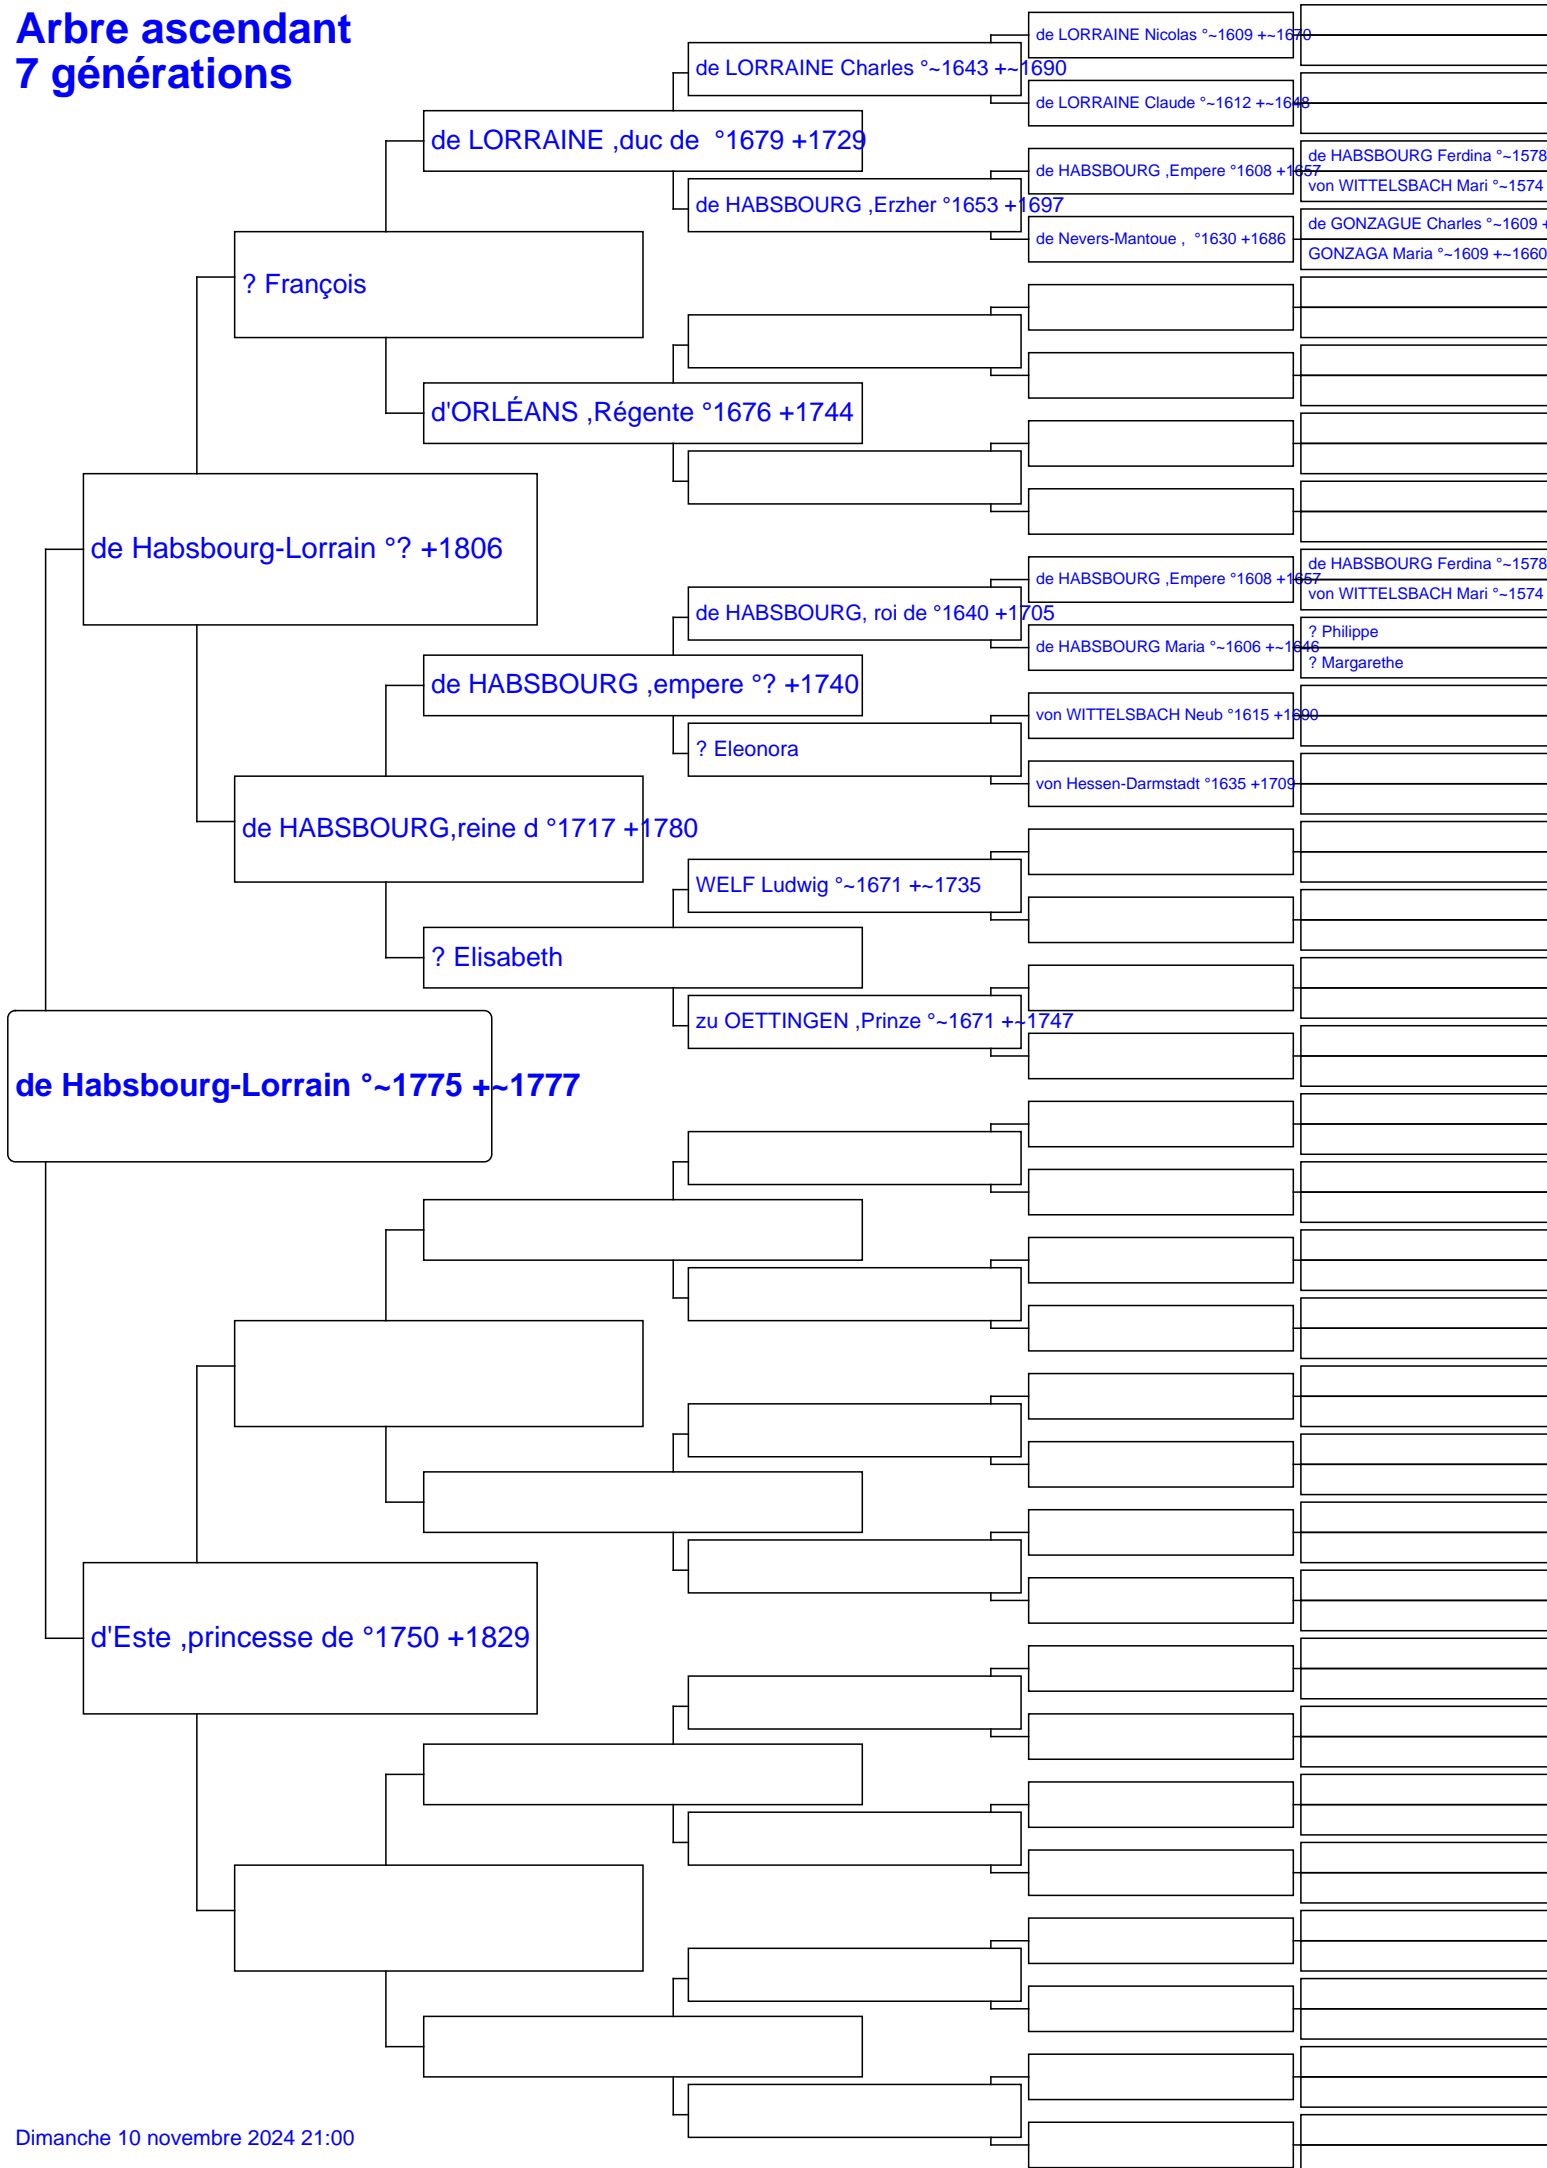 Arbre ascendant
7 générations
de LORRAINE Nicolas °~1609 +~1670
de LORRAINE Charles °~1643 +~1690
de LORRAINE Claude °~1612 +~1648
de LORRAINE ,duc de  °1679 +1729
de HABSBOURG Ferdina °~1578
de HABSBOURG ,Empere °1608 +1657
von WITTELSBACH Mari °~1574
de HABSBOURG ,Erzher °1653 +1697
de GONZAGUE Charles °~1609 +
de Nevers-Mantoue ,  °1630 +1686
GONZAGA Maria °~1609 +~1660
? François
d'ORLÉANS ,Régente °1676 +1744
de Habsbourg-Lorrain °? +1806
de HABSBOURG Ferdina °~1578
de HABSBOURG ,Empere °1608 +1657
von WITTELSBACH Mari °~1574
de HABSBOURG, roi de °1640 +1705
? Philippe
de HABSBOURG Maria °~1606 +~1646
? Margarethe
de HABSBOURG ,empere °? +1740
von WITTELSBACH Neub °1615 +1690
? Eleonora
von Hessen-Darmstadt °1635 +1709
de HABSBOURG,reine d °1717 +1780
WELF Ludwig °~1671 +~1735
? Elisabeth
zu OETTINGEN ,Prinze °~1671 +~1747
de Habsbourg-Lorrain °~1775 +~1777
d'Este ,princesse de °1750 +1829
Dimanche 10 novembre 2024 21:00